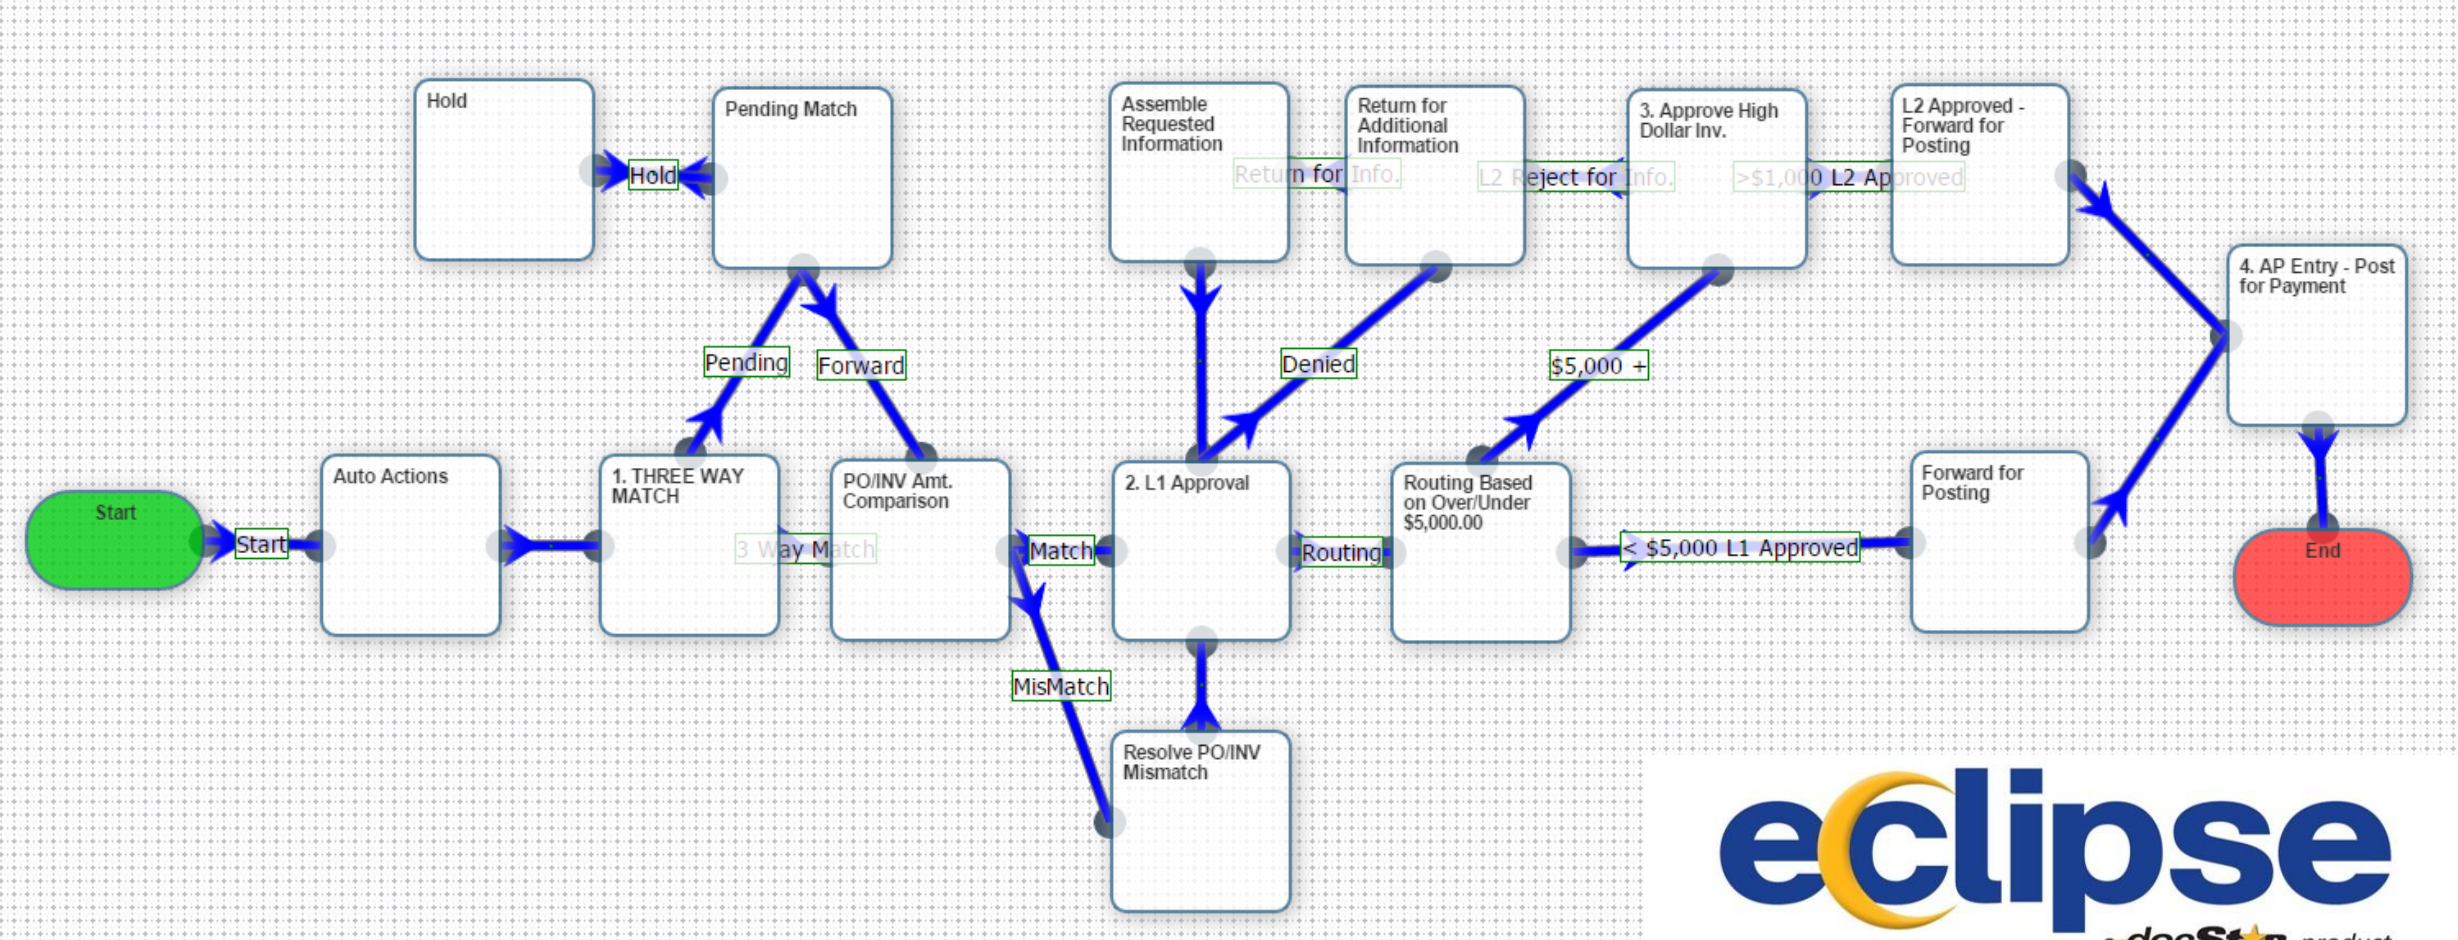 Hold
Pending Match
Assemble
Requested
Information
Return for
Additional
Information
3. Approve High
Dollar Inv.
L2 Approved -
Forward for
Posting
Hold
Return for Info.
L2 Reject for Info.
>$1,000 L2 Approved
4. AP Entry - Post
for Payment
Pending
Forward
Denied
$5,000 +
Start
Start
Auto Actions
1. THREE WAY
MATCH
3 Way Match
PO/INV Amt.
Comparison
Match
2. L1 Approval
Routing
Routing Based
on Over/Under
$5,000.00
< $5,000 L1 Approved
Forward for
Posting
End
MisMatch
Resolve PO/INV
Mismatch
eclipse
a docStar product